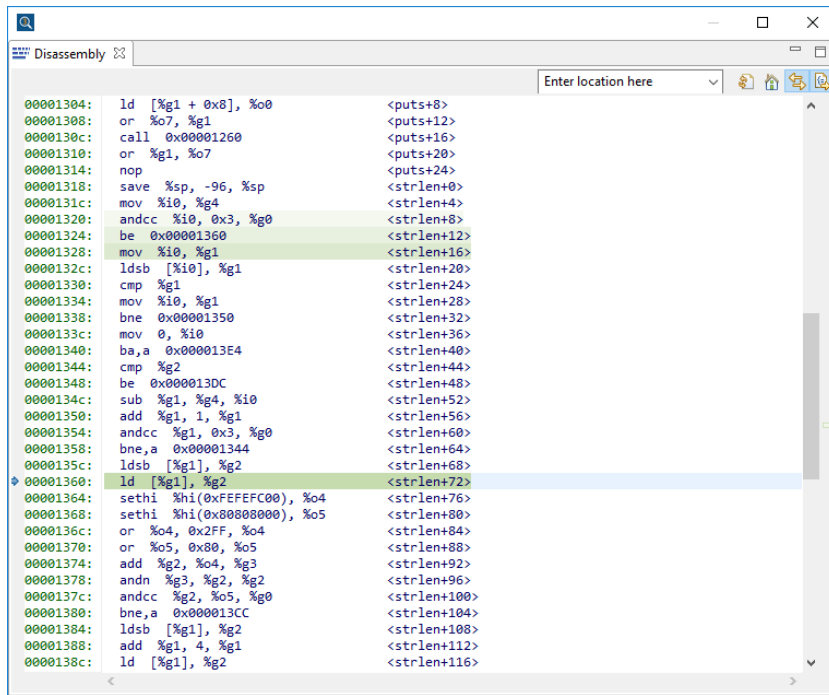 Disassembly
Enter location here
00001304: ld [%g1 + 0x8], %o0 <puts+8>
00001308: or %o7, %g1 <puts+12>
0000130c: call 0x00001260 <puts+16>
00001310: or %g1, %o7 <puts+20>
00001314: nop <puts+24>
00001318: save %sp, -96, %sp <strlen+0>
0000131c: mov %i0, %g4 <strlen+4>
00001320: andcc %i0, 0x3, %g0 <strlen+8>
00001324: be 0x00001360 <strlen+12>
00001328: mov %i0, %g1 <strlen+16>
0000132c: ldsb [%i0], %g1 <strlen+20>
00001330: cmp %g1 <strlen+24>
00001334: mov %i0, %g1 <strlen+28>
00001338: bne 0x00001350 <strlen+32>
0000133c: mov 0, %i0 <strlen+36>
00001340: ba,a 0x000013E4 <strlen+40>
00001344: cmp %g2 <strlen+44>
00001348: be 0x000013DC <strlen+48>
0000134c: sub %g1, %g4, %i0 <strlen+52>
00001350: add %g1, 1, %g1 <strlen+56>
00001354: andcc %g1, 0x3, %g0 <strlen+60>
00001358: bne,a 0x00001344 <strlen+64>
0000135c: ldsb [%g1], %g2 <strlen+68>
00001360: ld [%g1], %g2 <strlen+72>
00001364: sethi %hi(0xFEFEFC00), %o4 <strlen+76>
00001368: sethi %hi(0x80808000), %o5 <strlen+80>
0000136c: or %o4, 0x2FF, %o4 <strlen+84>
00001370: or %o5, 0x80, %o5 <strlen+88>
00001374: add %g2, %o4, %g3 <strlen+92>
00001378: andn %g3, %g2, %g2 <strlen+96>
0000137c: andcc %g2, %o5, %g0 <strlen+100>
00001380: bne,a 0x000013CC <strlen+104>
00001384: ldsb [%g1], %g2 <strlen+108>
00001388: add %g1, 4, %g1 <strlen+112>
0000138c: ld [%g1], %g2 <strlen+116>